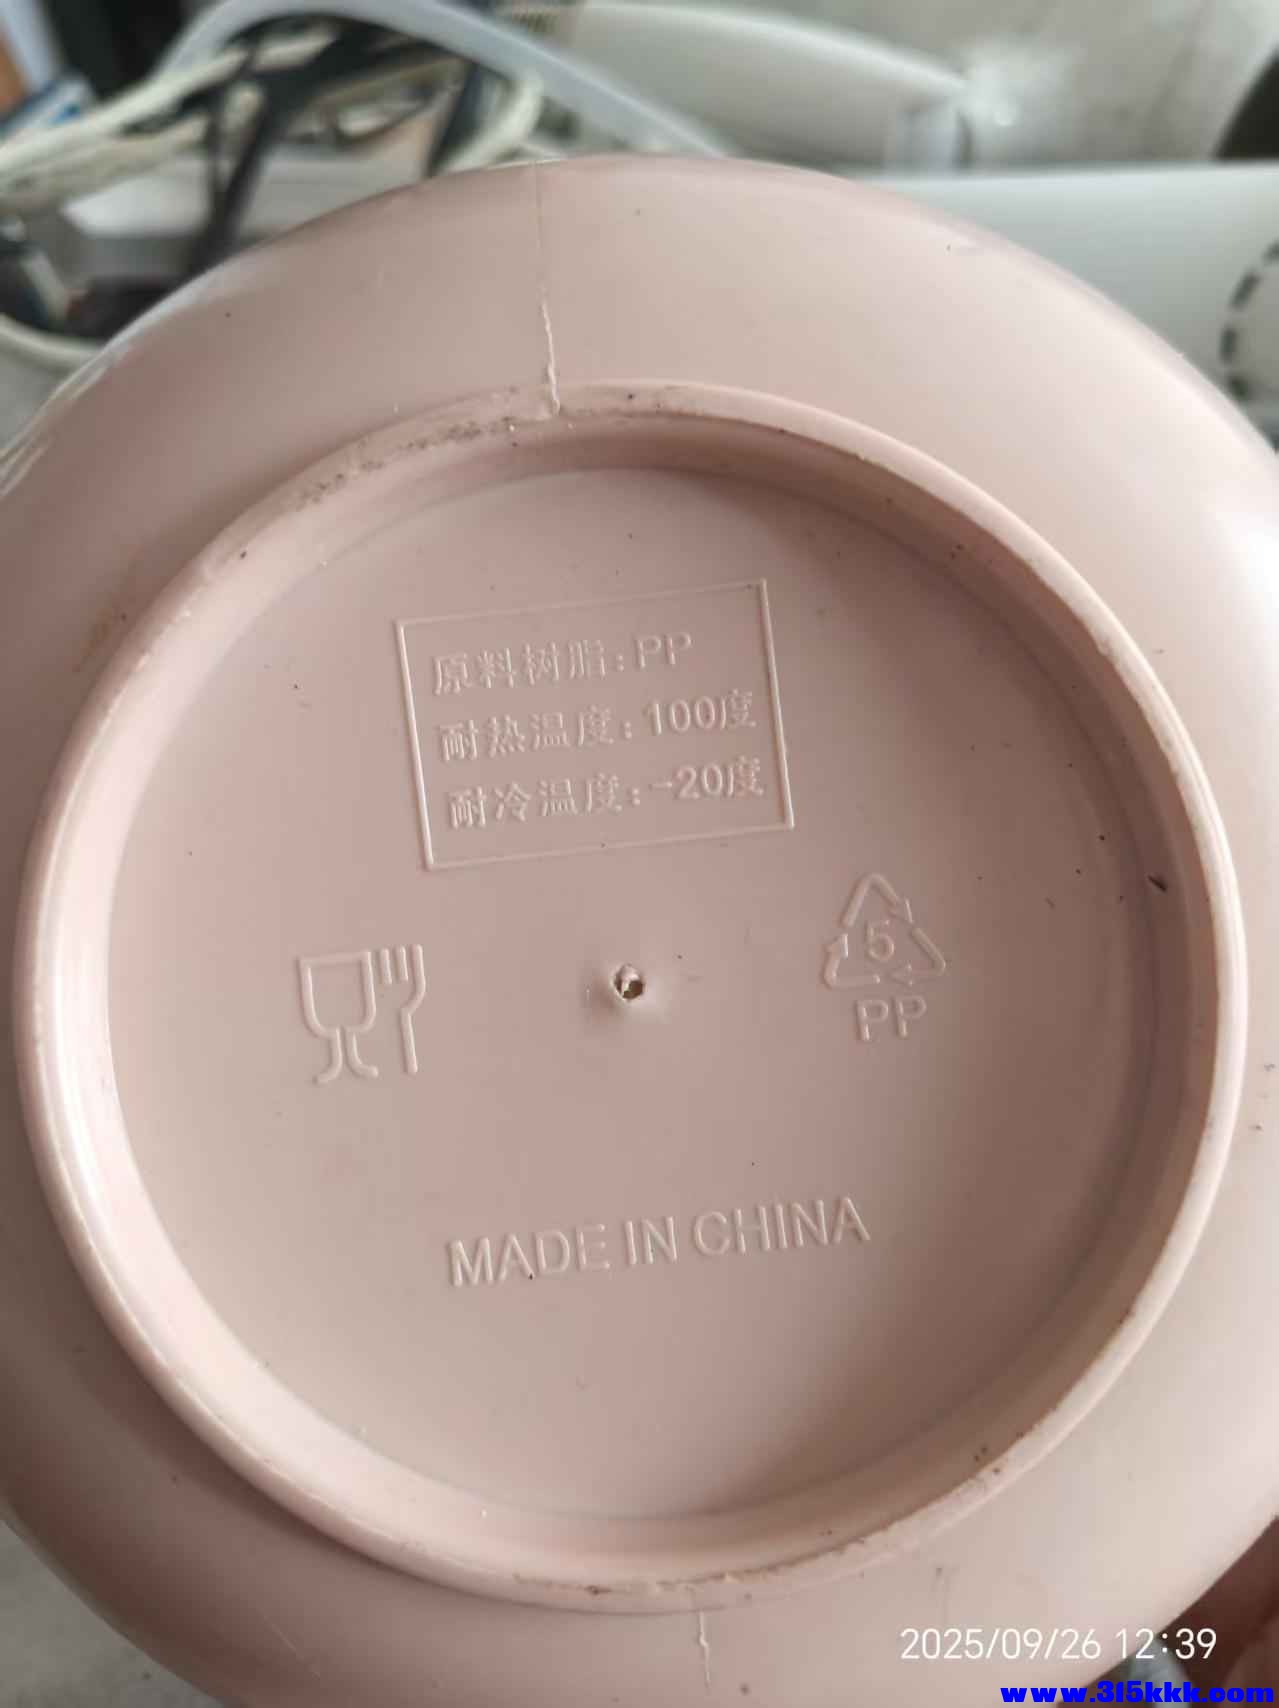 原料树脂:PP
耐热温度:100度
耐冷温度:-20度
5
PP
MADE IN CHINA
2025/09/26 12:39
www.315kkk.com